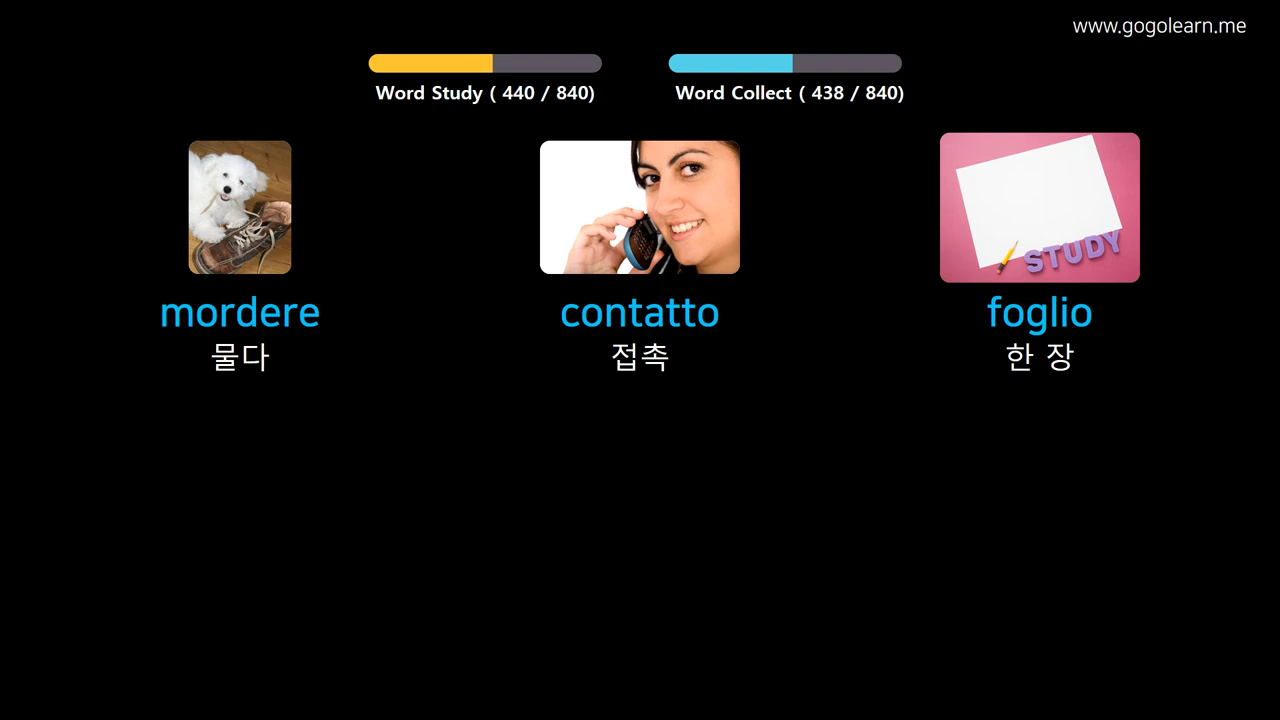 www.gogolearn.me
Word Study ( 440 / 840)
Word Collect ( 438 / 840)
STUDY
mordere
contatto
foglio
물다
접촉
한 장